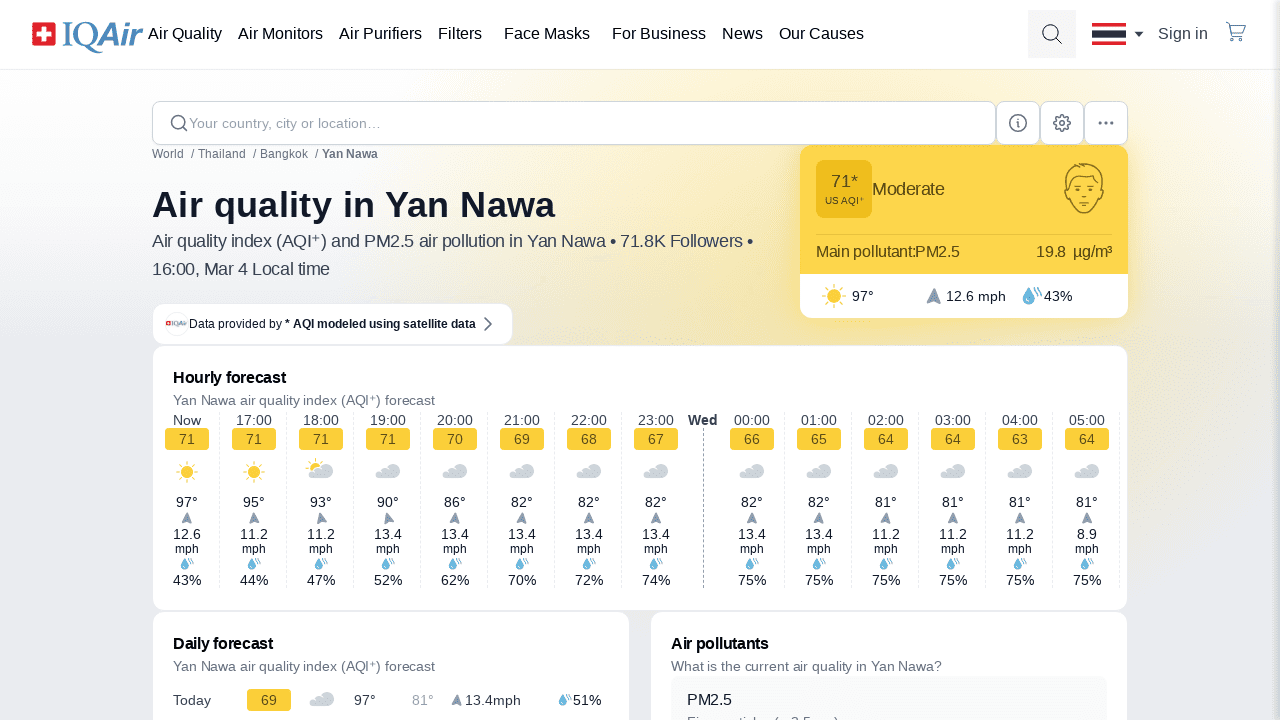 IQAir Air Quality Air Monitors Air Purifiers Filters Face Masks For Business News Our Causes Sign in
Your country, city or location…
World / Thailand / Bangkok / Yan Nawa
Air quality in Yan Nawa
Air quality index (AQI⁺) and PM2.5 air pollution in Yan Nawa • 71.8K Followers •
16:00, Mar 4 Local time
71*
US AQI⁺
Moderate
Main pollutant:PM2.5 19.8 µg/m³
97° 12.6 mph 43%
IQAir Data provided by * AQI modeled using satellite data
Hourly forecast
Yan Nawa air quality index (AQI⁺) forecast
Now 17:00 18:00 19:00 20:00 21:00 22:00 23:00 Wed 00:00 01:00 02:00 03:00 04:00 05:00
71 71 71 71 70 69 68 67 66 65 64 64 63 64
97° 95° 93° 90° 86° 82° 82° 82° 82° 82° 81° 81° 81° 81°
12.6 11.2 11.2 13.4 13.4 13.4 13.4 13.4 13.4 13.4 11.2 11.2 11.2 8.9
mph mph mph mph mph mph mph mph mph mph mph mph mph mph
43% 44% 47% 52% 62% 70% 72% 74% 75% 75% 75% 75% 75% 75%
Daily forecast
Yan Nawa air quality index (AQI⁺) forecast
Today 69 97° 81° 13.4mph 51%
Air pollutants
What is the current air quality in Yan Nawa?
PM2.5